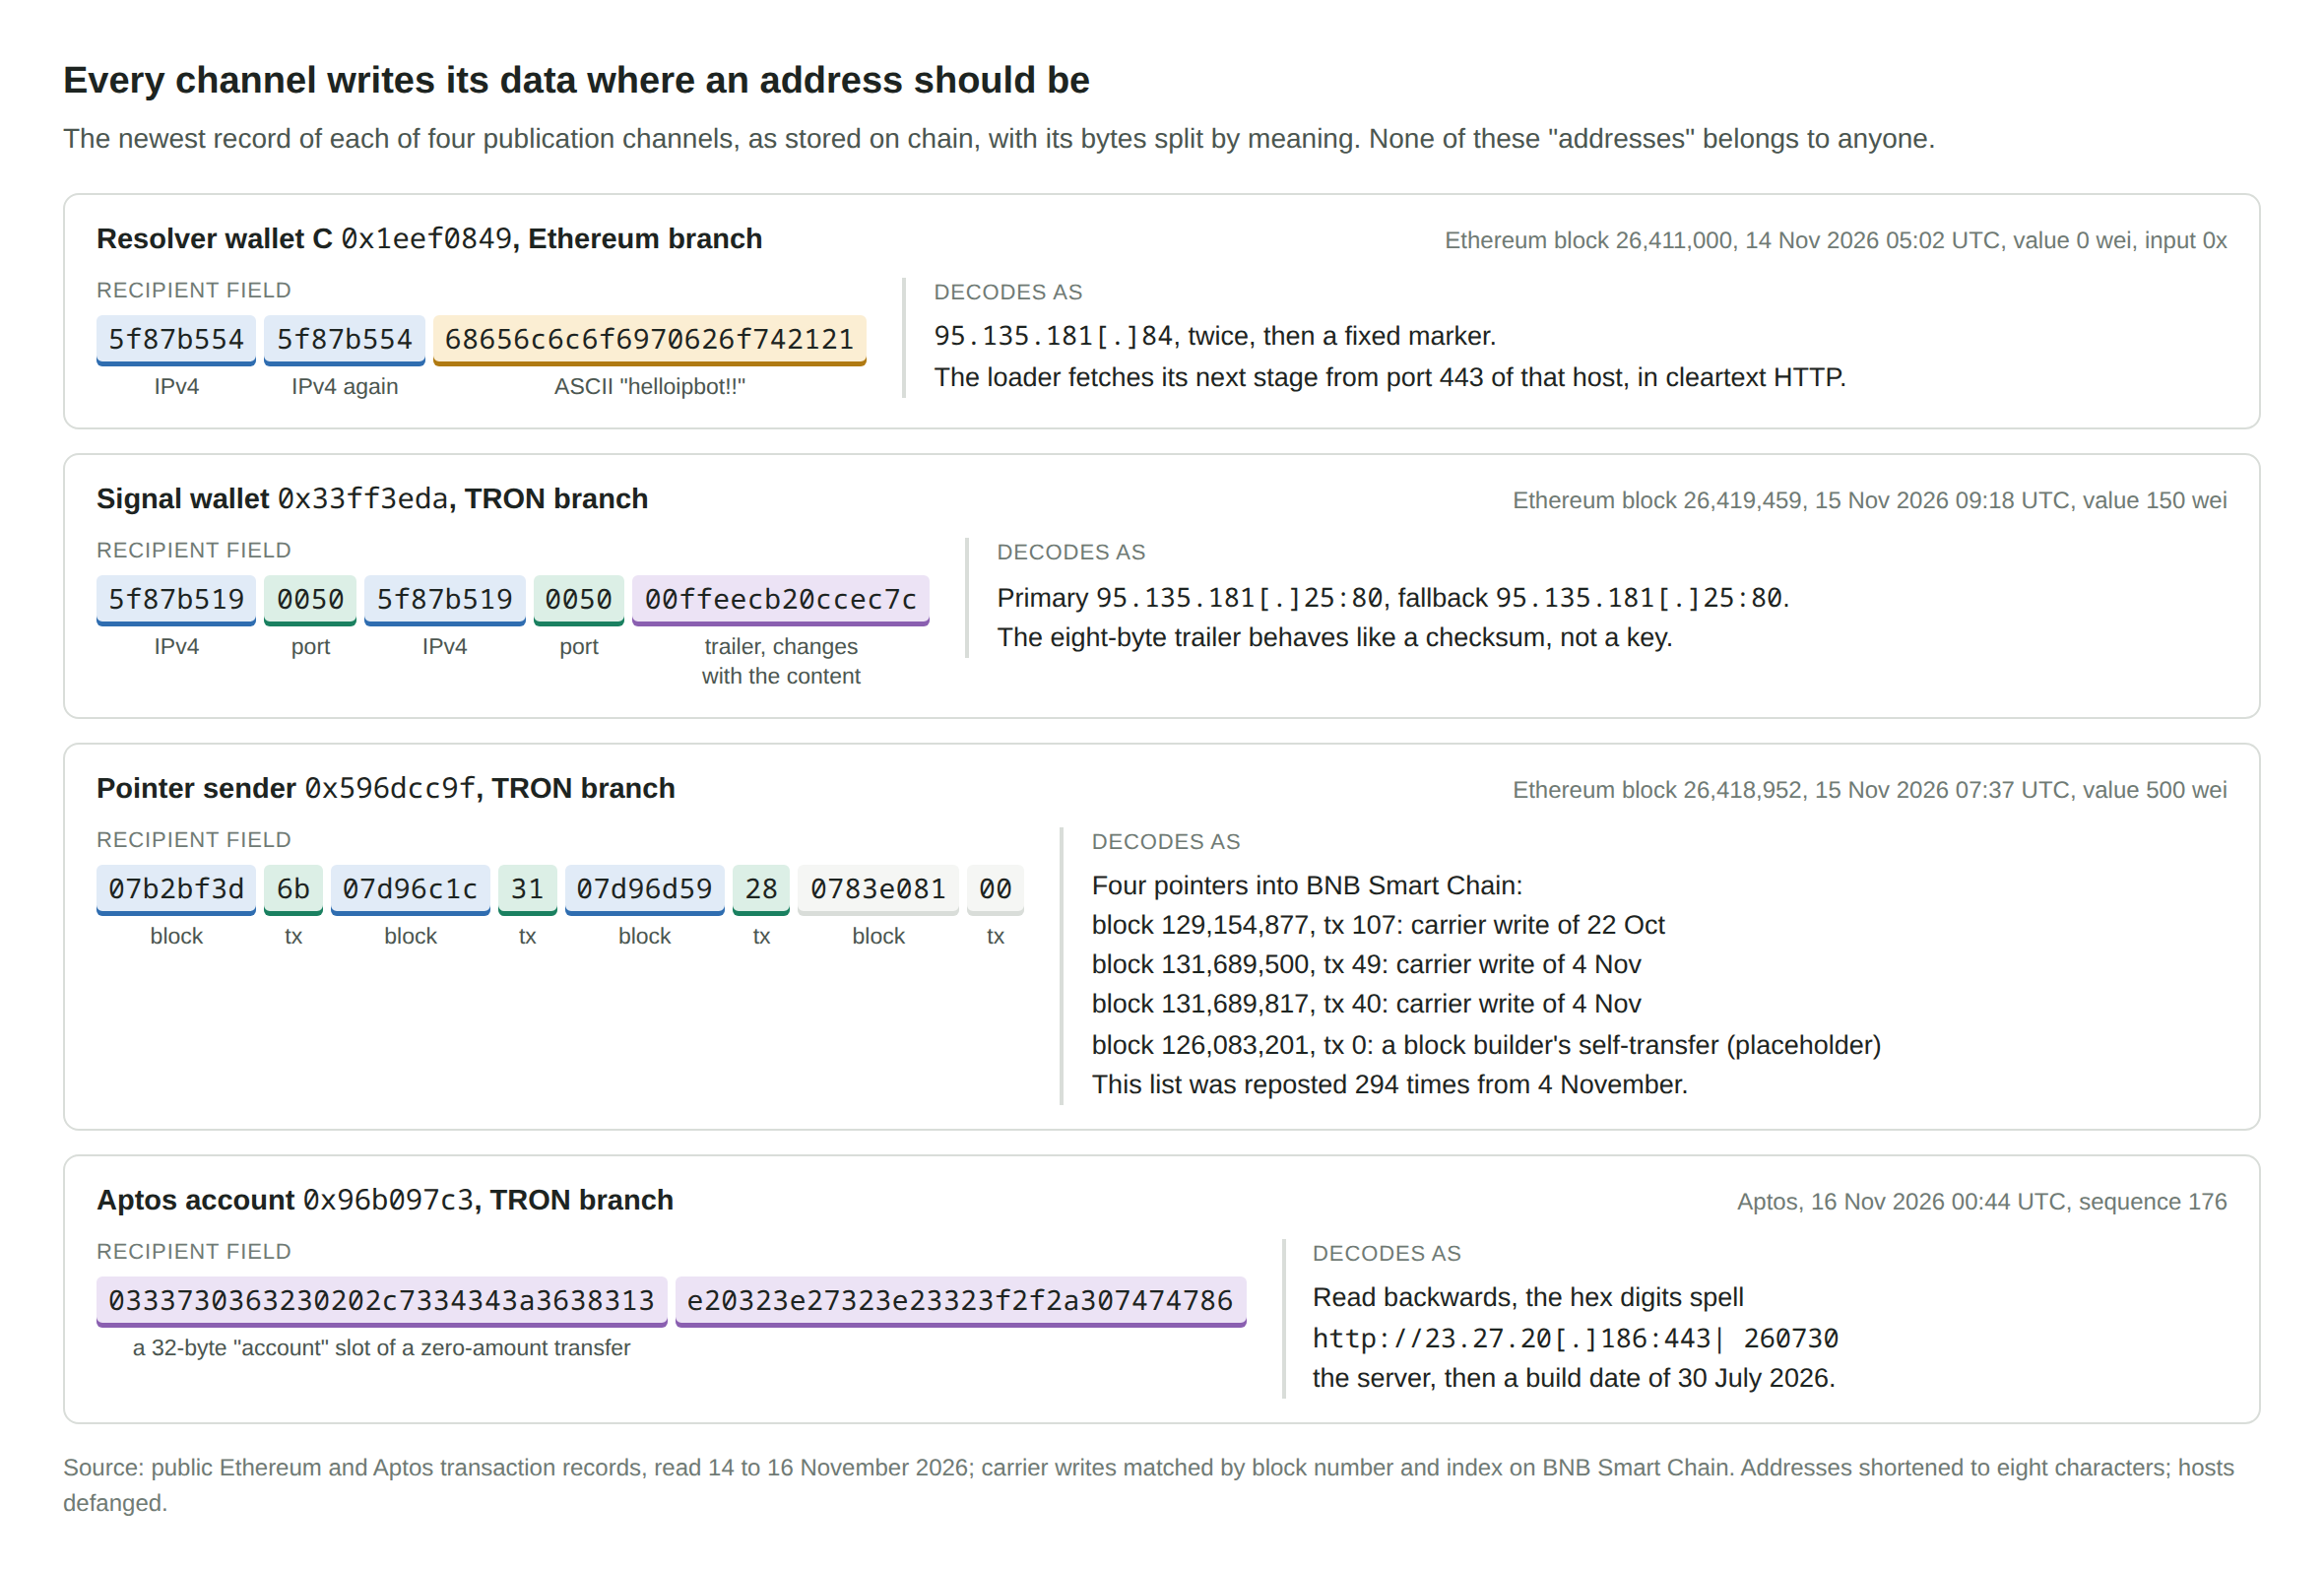 Every channel writes its data where an address should be
The newest record of each of four publication channels, as stored on chain, with its bytes split by meaning. None of these "addresses" belongs to anyone.
Resolver wallet C 0x1eef0849, Ethereum branch
Ethereum block 26,411,000, 14 Nov 2026 05:02 UTC, value 0 wei, input 0x
RECIPIENT FIELD
5f87b554 5f87b554 68656c6c6f6970626f742121
IPv4 IPv4 again ASCII "helloipbot!!"
DECODES AS
95.135.181[.]84, twice, then a fixed marker.
The loader fetches its next stage from port 443 of that host, in cleartext HTTP.
Signal wallet 0x33ff3eda, TRON branch
Ethereum block 26,419,459, 15 Nov 2026 09:18 UTC, value 150 wei
RECIPIENT FIELD
5f87b519 0050 5f87b519 0050 00ffeecb20ccec7c
IPv4 port IPv4 port trailer, changes
with the content
DECODES AS
Primary 95.135.181[.]25:80, fallback 95.135.181[.]25:80.
The eight-byte trailer behaves like a checksum, not a key.
Pointer sender 0x596dcc9f, TRON branch
Ethereum block 26,418,952, 15 Nov 2026 07:37 UTC, value 500 wei
RECIPIENT FIELD
07b2bf3d 6b 07d96c1c 31 07d96d59 28 0783e081 00
block tx block tx block tx block tx
DECODES AS
Four pointers into BNB Smart Chain:
block 129,154,877, tx 107: carrier write of 22 Oct
block 131,689,500, tx 49: carrier write of 4 Nov
block 131,689,817, tx 40: carrier write of 4 Nov
block 126,083,201, tx 0: a block builder's self-transfer (placeholder)
This list was reposted 294 times from 4 November.
Aptos account 0x96b097c3, TRON branch
Aptos, 16 Nov 2026 00:44 UTC, sequence 176
RECIPIENT FIELD
0333730363230202c7334343a3638313 e20323e27323e23323f2f2a307474786
a 32-byte "account" slot of a zero-amount transfer
DECODES AS
Read backwards, the hex digits spell
http://23.27.20[.]186:443| 260730
the server, then a build date of 30 July 2026.
Source: public Ethereum and Aptos transaction records, read 14 to 16 November 2026; carrier writes matched by block number and index on BNB Smart Chain. Addresses shortened to eight characters; hosts
defanged.